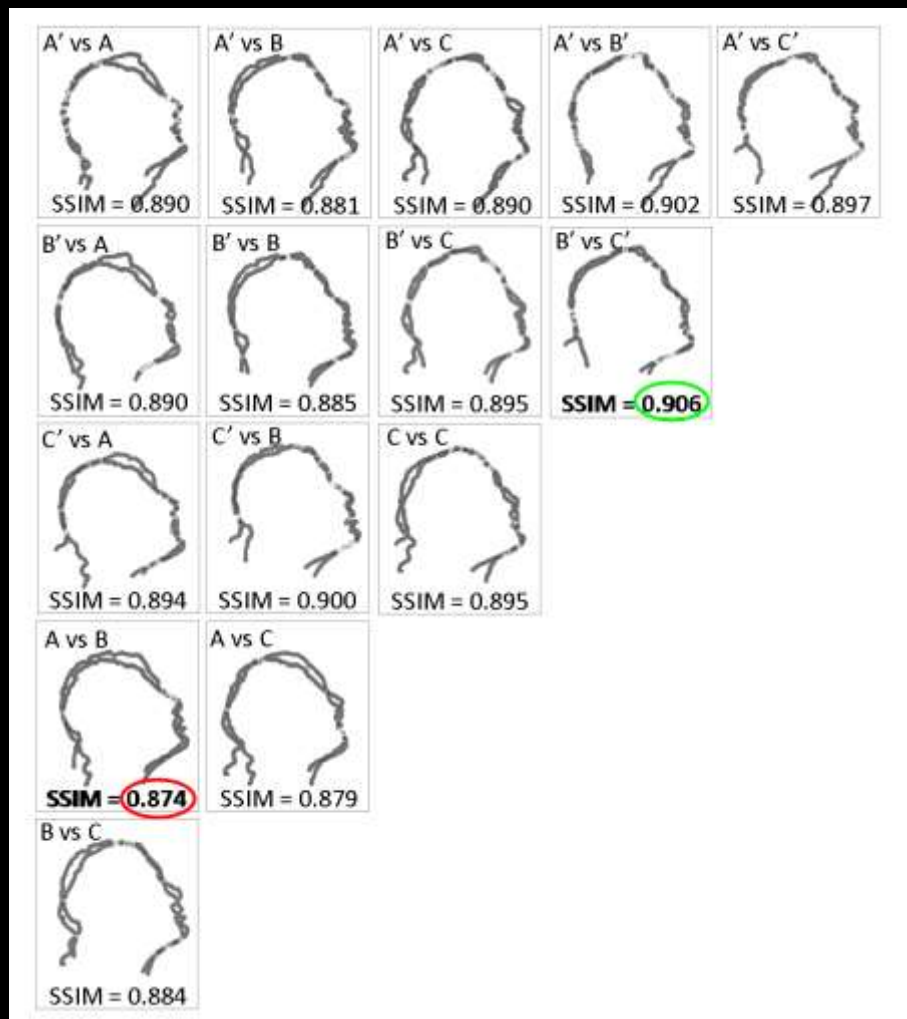 A’ vs A
SSIM = 0.890
A’ vs B
SSIM = 0.881
A’ vs C
SSIM = 0.890
A’ vs B’
SSIM = 0.902
A’ vs C’
SSIM = 0.897
B’ vs A
SSIM = 0.890
B’ vs B
SSIM = 0.885
B’ vs C
SSIM = 0.895
B’ vs C’
SSIM = 0.906
C’ vs A
SSIM = 0.894
C’ vs B
SSIM = 0.900
C vs C
SSIM = 0.895
A vs B
SSIM = 0.874
A vs C
SSIM = 0.879
B vs C
SSIM = 0.884